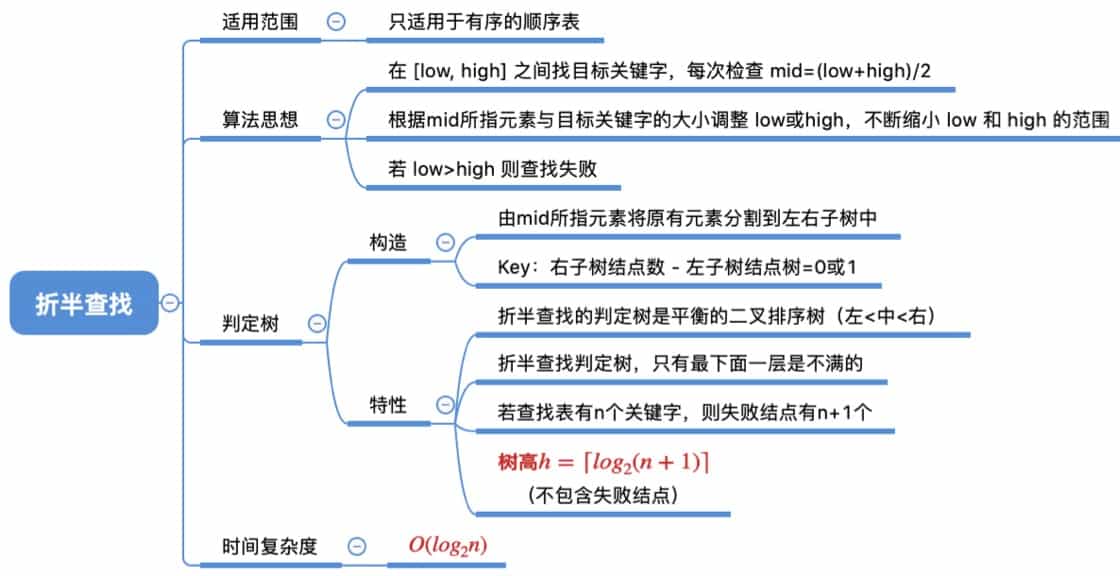 适用范围
只适用于有序的顺序表
在 [low, high] 之间找目标关键字，每次检查 mid=(low+high)/2
算法思想
根据mid所指元素与目标关键字的大小调整 low或high，不断缩小 low 和 high 的范围
若 low>high 则查找失败
由mid所指元素将原有元素分割到左右子树中
构造
Key：右子树结点数 - 左子树结点树=0或1
折半查找
判定树
折半查找的判定树是平衡的二叉排序树（左<中<右）
折半查找判定树，只有最下面一层是不满的
特性
若查找表有n个关键字，则失败结点有n+1个
树高h = ⌈log₂(n + 1)⌉
（不包含失败结点）
时间复杂度
O(log₂n)